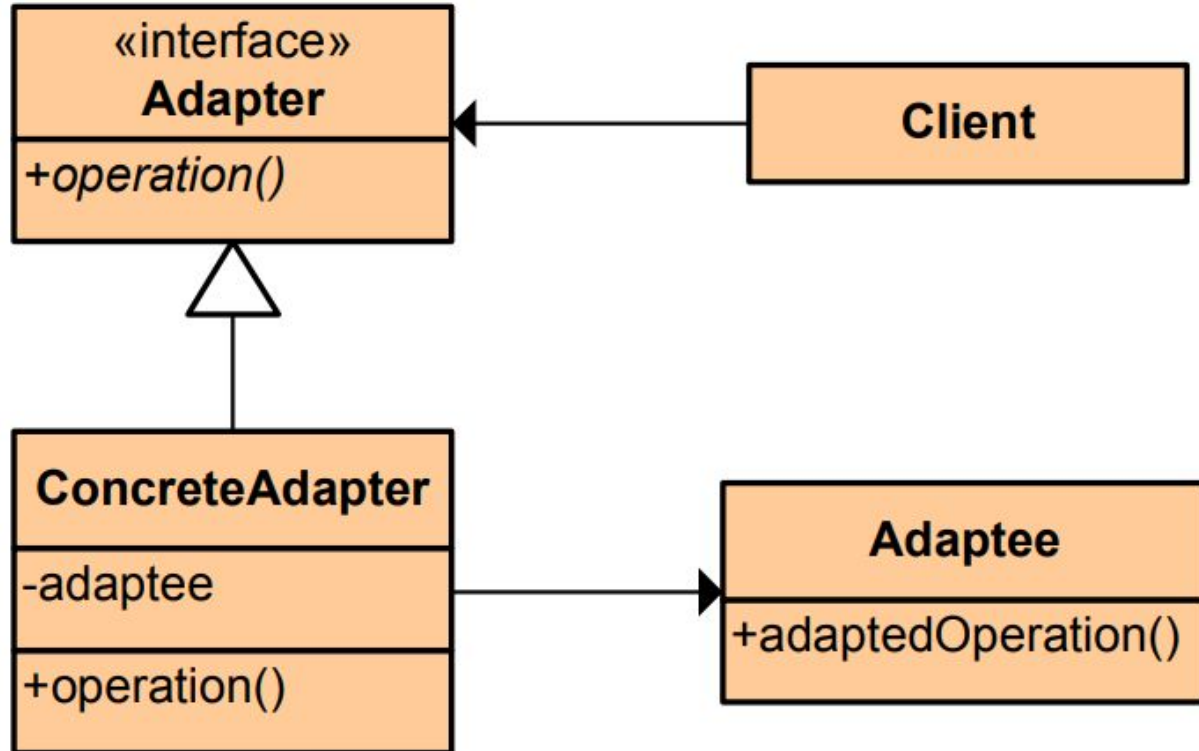 «interface»
Adapter
+operation()
Client
ConcreteAdapter
-adaptee
+operation()
Adaptee
+adaptedOperation()